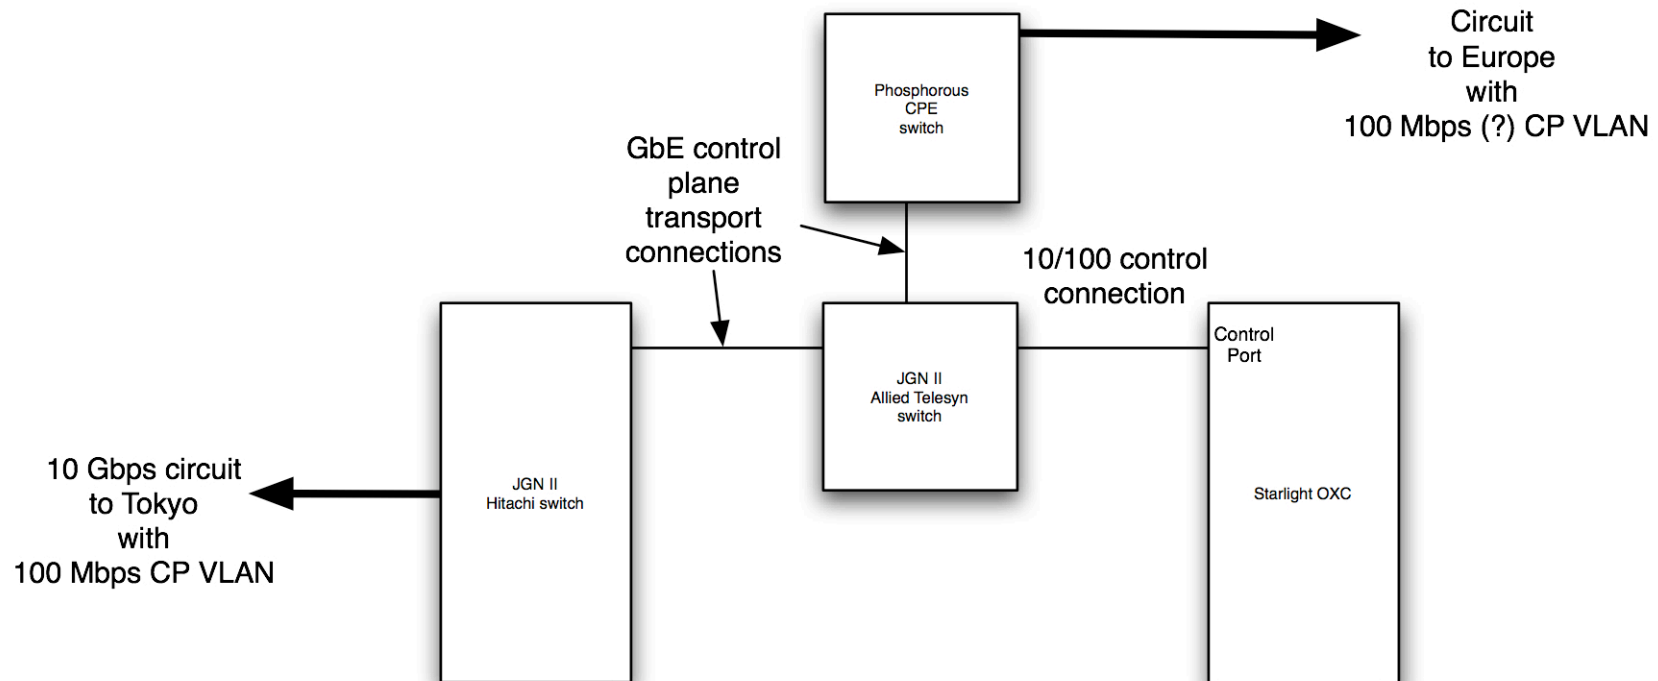 Circuit
to Europe
with
100 Mbps (?) CP VLAN
Phosphorous
CPE
switch
GbE control
plane
transport
connections
10/100 control
connection
Control
Port
JGN II
Allied Telesyn
switch
10 Gbps circuit
to Tokyo
with
100 Mbps CP VLAN
JGN II
Hitachi switch
Starlight OXC